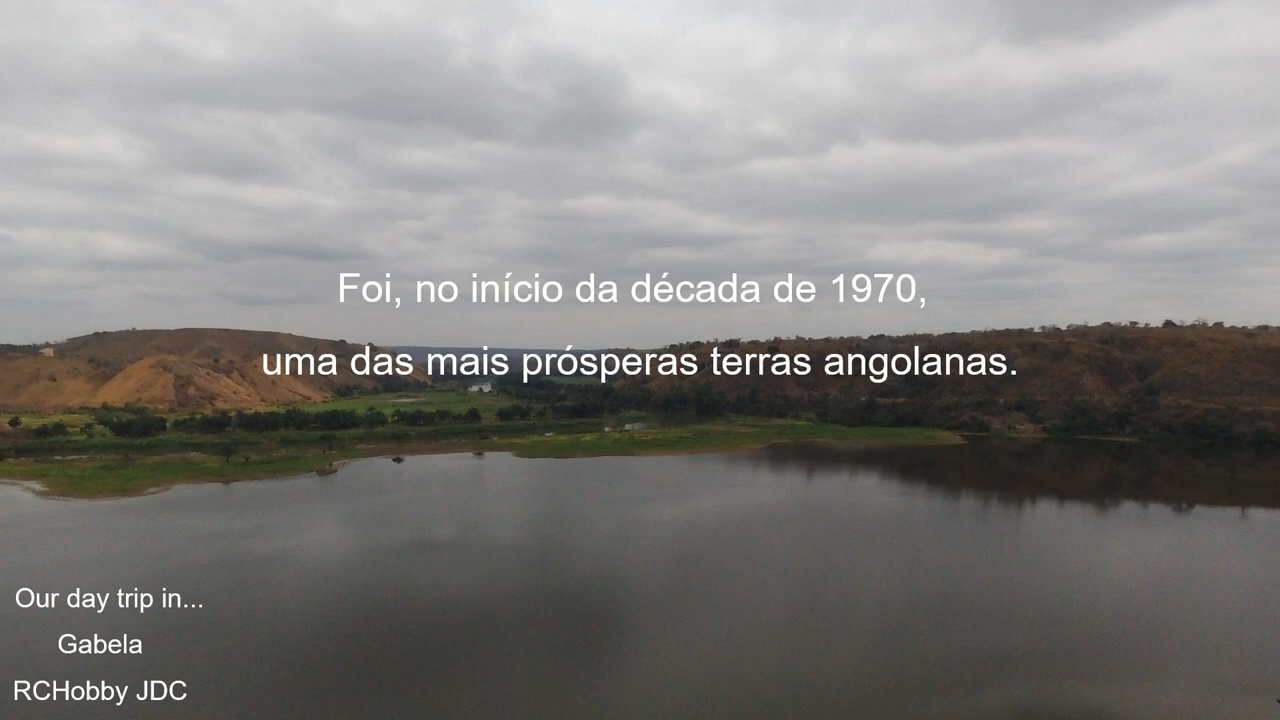 Foi, no início da década de 1970,
uma das mais prósperas terras angolanas.
Our day trip in...
Gabela
RCHobby JDC